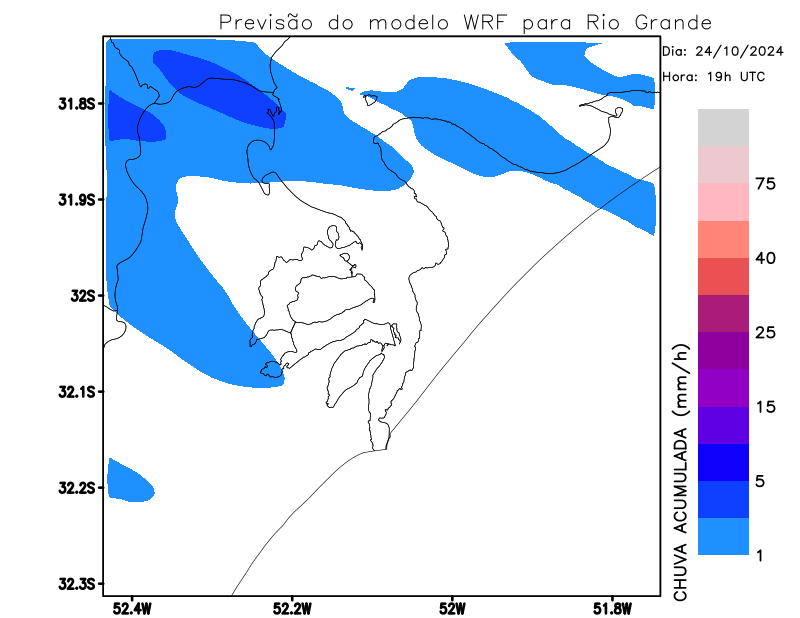 Previsão do modelo WRF para Rio Grande
Dia: 24/10/2024
Hora: 19h UTC
31.8S
31.9S
32S
32.1S
32.2S
32.3S
52.4W
52.2W
52W
51.8W
75
40
25
15
5
1
CHUVA ACUMULADA (mm/h)